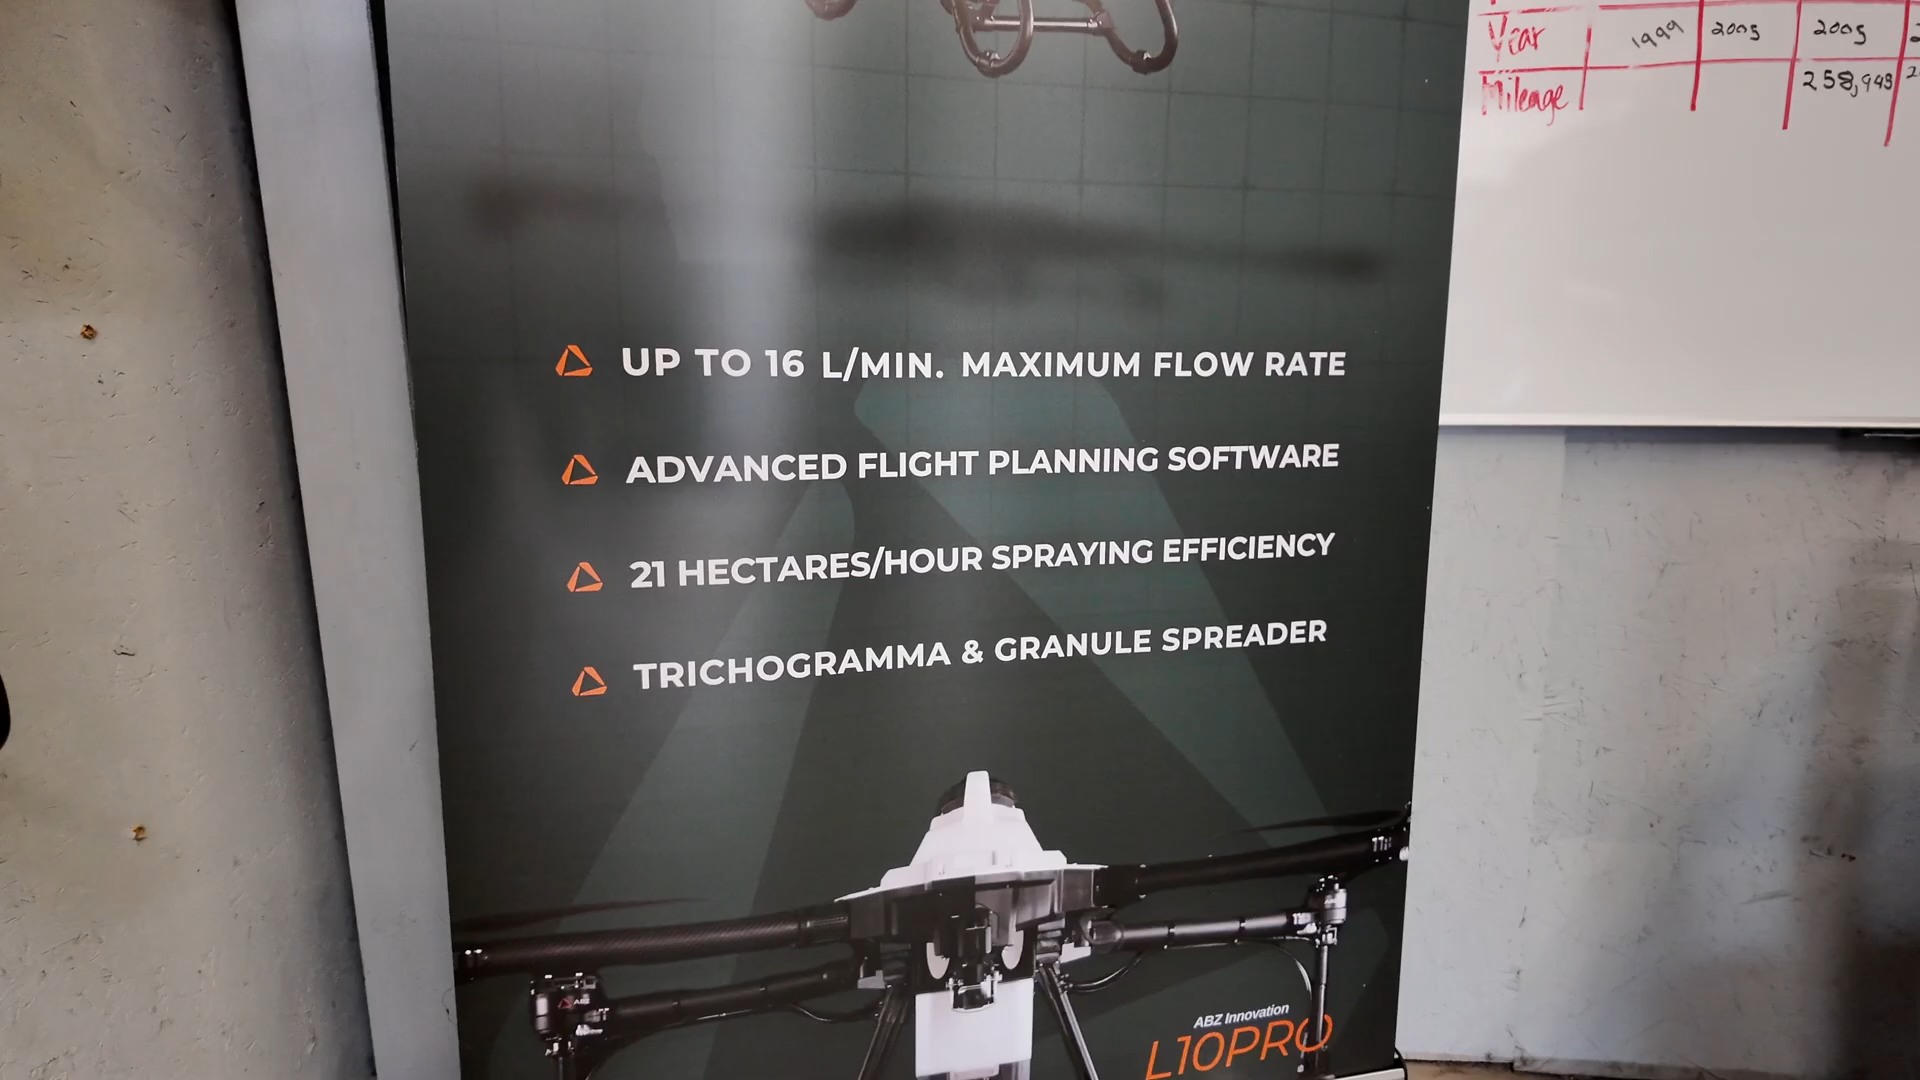 UP TO 16 L/MIN. MAXIMUM FLOW RATE
ADVANCED FLIGHT PLANNING SOFTWARE
21 HECTARES/HOUR SPRAYING EFFICIENCY
TRICHOGRAMMA & GRANULE SPREADER
ABZ Innovation
L10PRO
Year 1999 2005 2005
Mileage 258,943